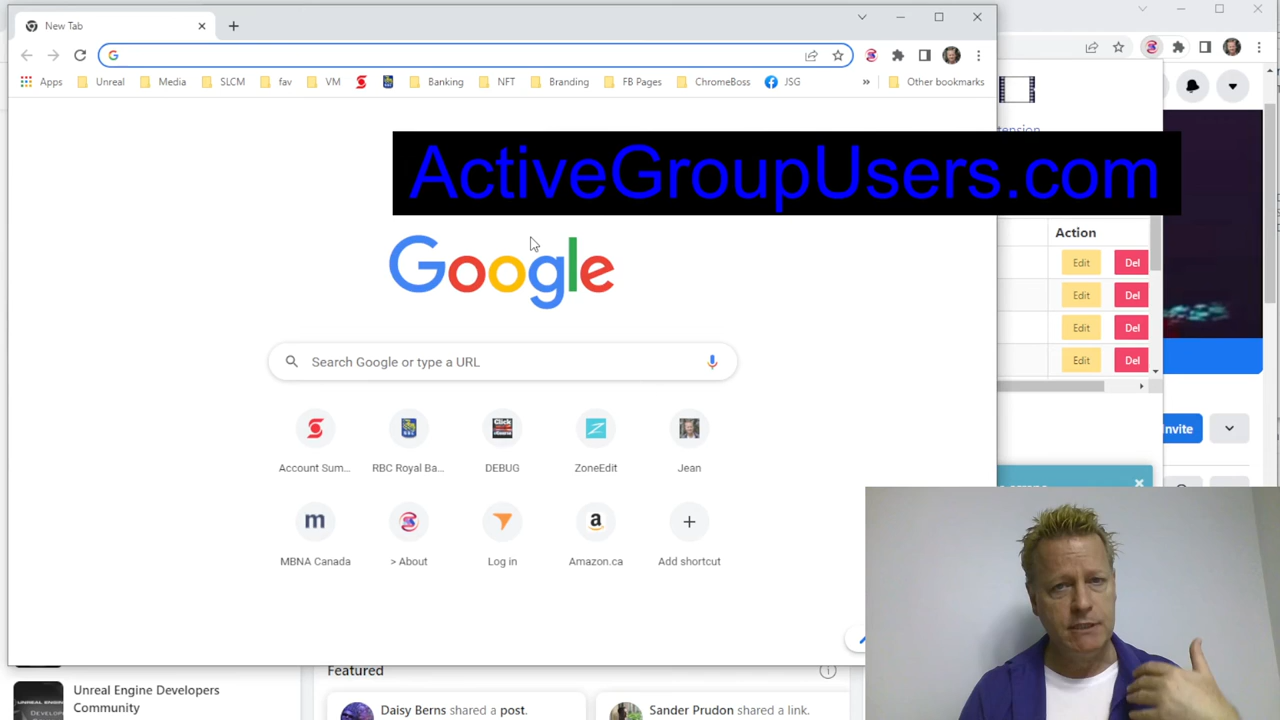 New Tab
Apps Unreal Media SLCM fav VM Banking NFT Branding FB Pages ChromeBoss JSG » Other bookmarks
ActiveGroupUsers.com
Google
Search Google or type a URL
Account Sum...
RBC Royal Ba...
DEBUG
ZoneEdit
Jean
MBNA Canada
> About
Log in
Amazon.ca
Add shortcut
Action
Edit Del
Edit Del
Edit Del
Edit Del
Unreal Engine Developers
Community
Featured
Daisy Berns shared a post.
Sander Prudon shared a link.